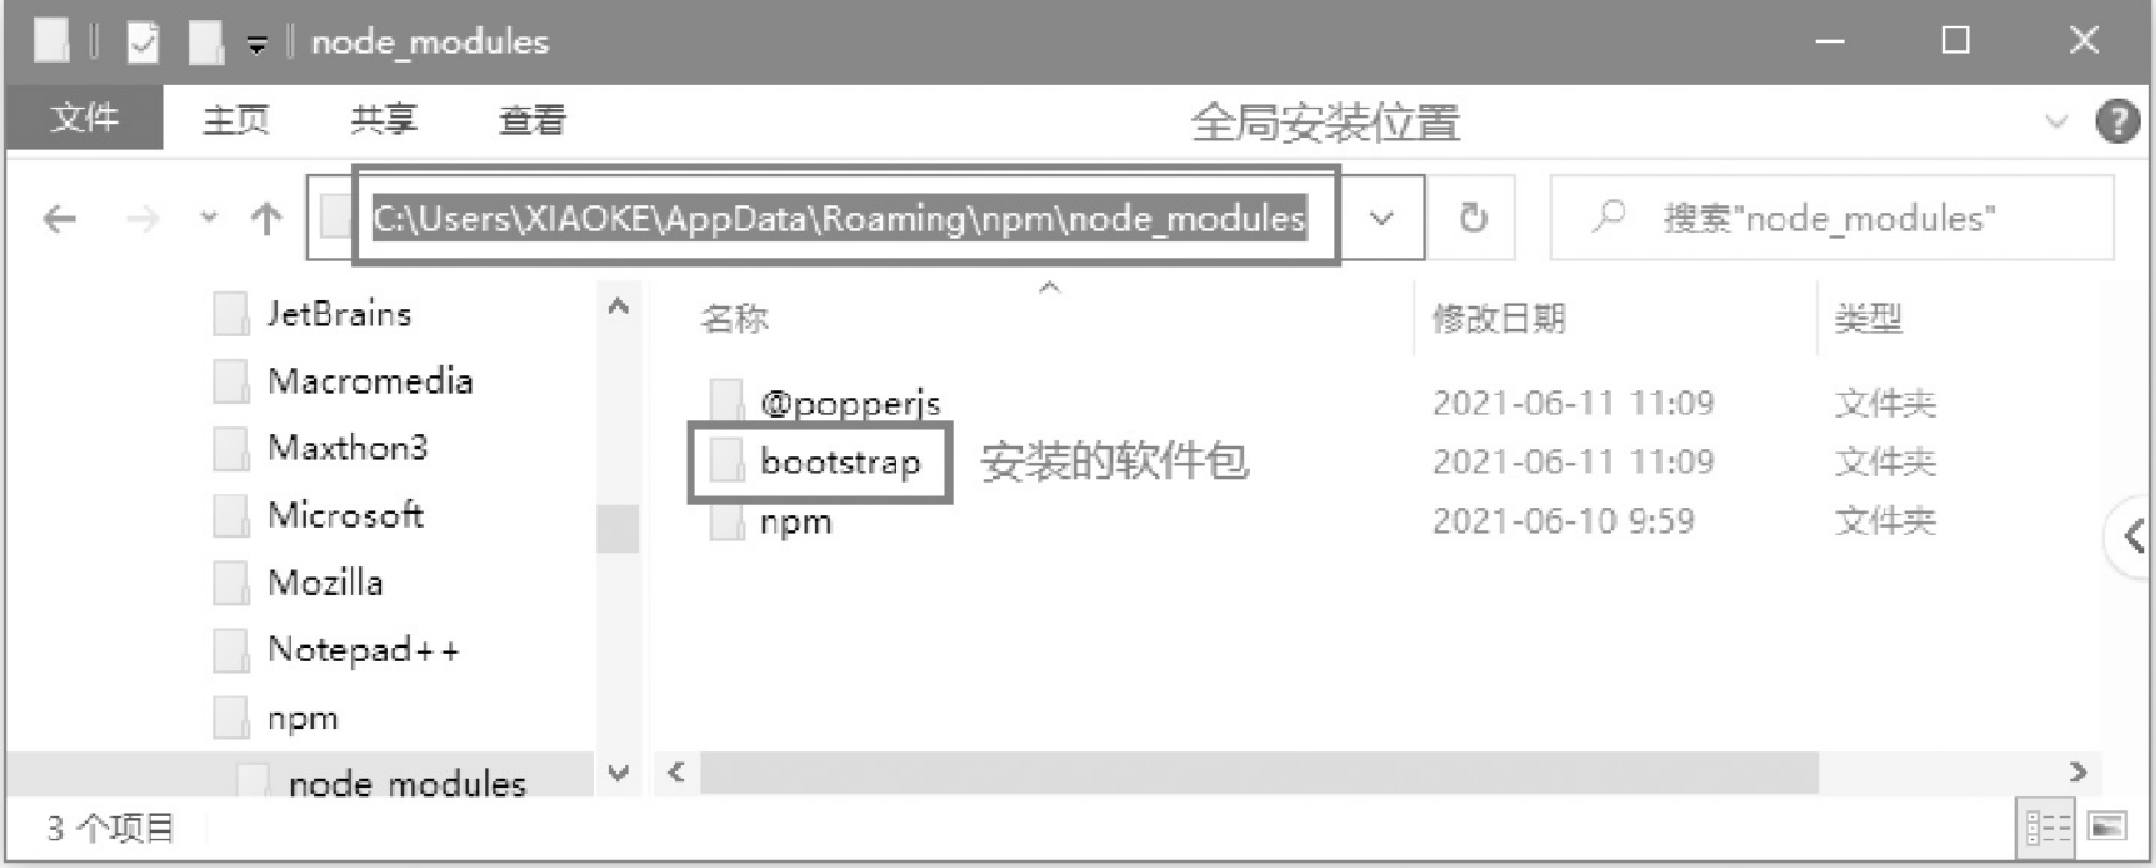 node_modules
文件 主页 共享 查看 全局安装位置
C:\Users\XIAOKE\AppData\Roaming\npm\node_modules 搜索"node_modules"
JetBrains
Macromedia
Maxthon3
Microsoft
Mozilla
Notepad++
npm
node_modules
名称 修改日期 类型
@popperjs 2021-06-11 11:09 文件夹
bootstrap 安装的软件包 2021-06-11 11:09 文件夹
npm 2021-06-10 9:59 文件夹
3 个项目